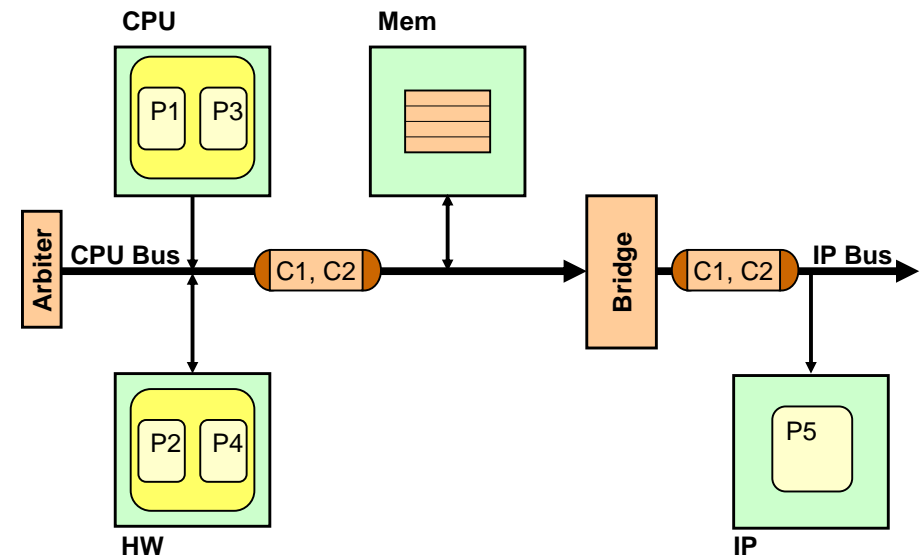 CPU
Mem
P1
P3
Arbiter
CPU Bus
C1, C2
Bridge
C1, C2
IP Bus
P2
P4
P5
HW
IP